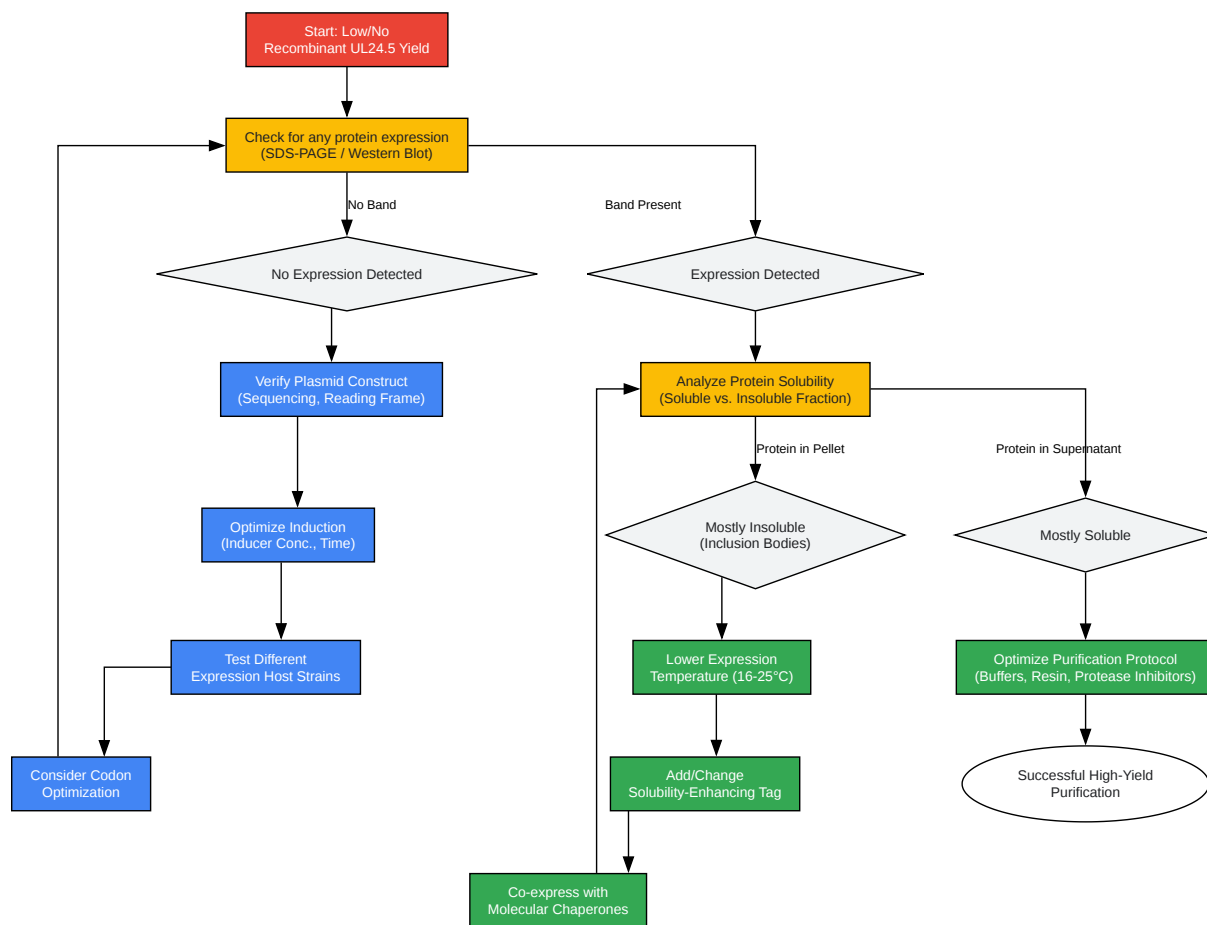 Start: Low/No
Recombinant UL24.5 Yield
Check for any protein expression
(SDS-PAGE / Western Blot)
No Band
Band Present
No Expression Detected
Expression Detected
Verify Plasmid Construct
(Sequencing, Reading Frame)
Analyze Protein Solubility
(Soluble vs. Insoluble Fraction)
Protein in Pellet
Protein in Supernatant
Optimize Induction
(Inducer Conc., Time)
Mostly Insoluble
(Inclusion Bodies)
Mostly Soluble
Test Different
Expression Host Strains
Lower Expression
Temperature (16-25°C)
Optimize Purification Protocol
(Buffers, Resin, Protease Inhibitors)
Consider Codon
Optimization
Add/Change
Solubility-Enhancing Tag
Successful High-Yield
Purification
Co-express with
Molecular Chaperones